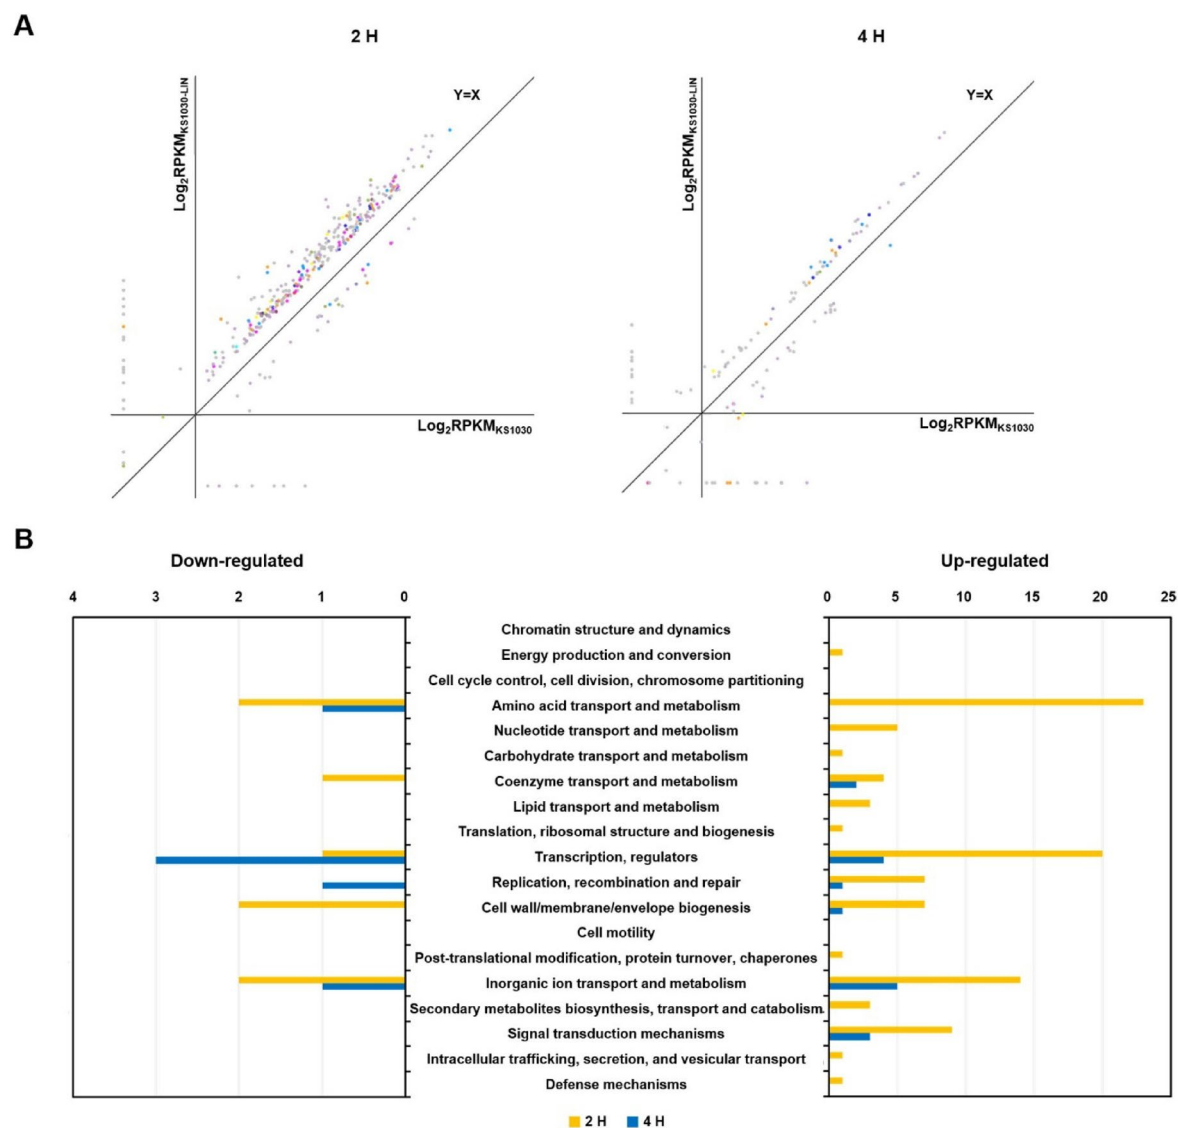 A
2 H
4 H
Log2RPKMKS1030-LIN
Y=X
Log2RPKMKS1030
Log2RPKMKS1030-LIN
Y=X
Log2RPKMKS1030
B
Down-regulated
Up-regulated
4 3 2 1 0
0 5 10 15 20 25
Chromatin structure and dynamics
Energy production and conversion
Cell cycle control, cell division, chromosome partitioning
Amino acid transport and metabolism
Nucleotide transport and metabolism
Carbohydrate transport and metabolism
Coenzyme transport and metabolism
Lipid transport and metabolism
Translation, ribosomal structure and biogenesis
Transcription, regulators
Replication, recombination and repair
Cell wall/membrane/envelope biogenesis
Cell motility
Post-translational modification, protein turnover, chaperones
Inorganic ion transport and metabolism
Secondary metabolites biosynthesis, transport and catabolism
Signal transduction mechanisms
Intracellular trafficking, secretion, and vesicular transport
Defense mechanisms
2 H 4 H